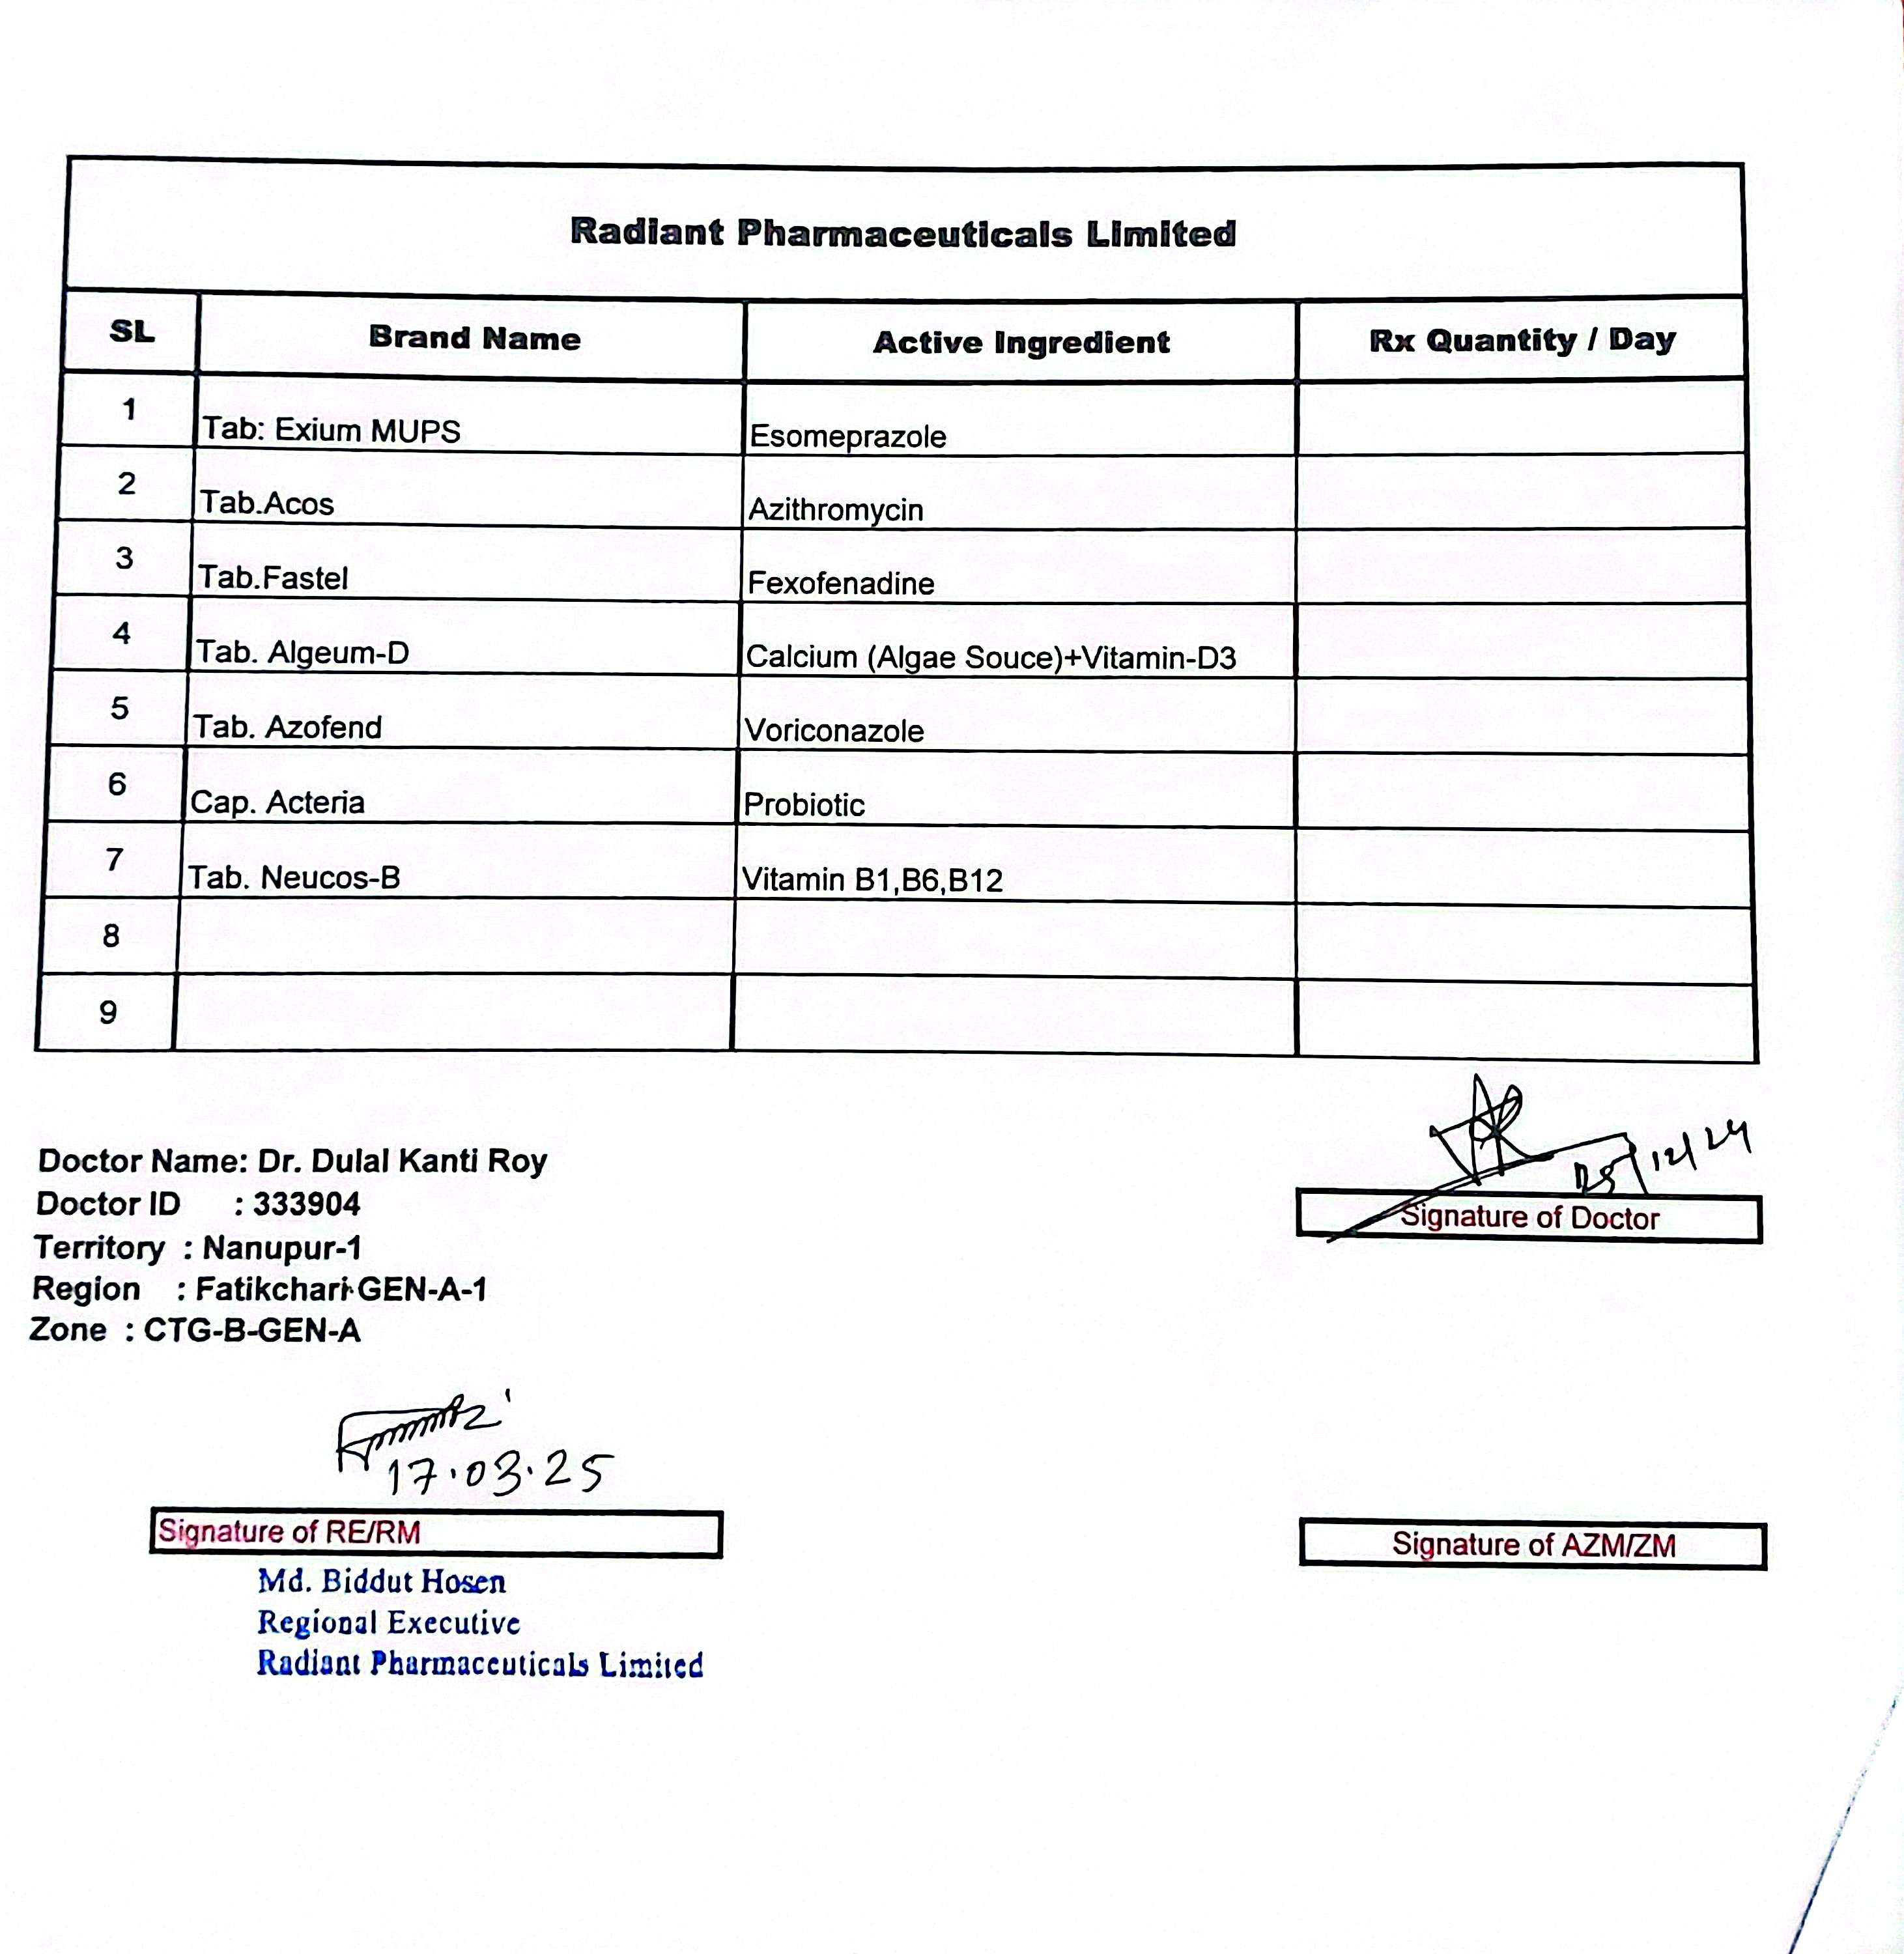 Radiant Pharmaceuticals Limited
SL Brand Name Active Ingredient Rx Quantity / Day
1 Tab: Exium MUPS Esomeprazole
2 Tab.Acos Azithromycin
3 Tab.Fastel Fexofenadine
4 Tab. Algeum-D Calcium (Algae Souce)+Vitamin-D3
5 Tab. Azofend Voriconazole
6 Cap. Acteria Probiotic
7 Tab. Neucos-B Vitamin B1,B6,B12
8
9
Doctor Name: Dr. Dulal Kanti Roy
Doctor ID : 333904
Territory : Nanupur-1
Region : Fatikchari-GEN-A-1
Zone : CTG-B-GEN-A
/12/24
Signature of Doctor
17.03.25
Signature of RE/RM
Signature of AZM/ZM
Md. Biddut Hosen
Regional Executive
Radiant Pharmaceuticals Limited